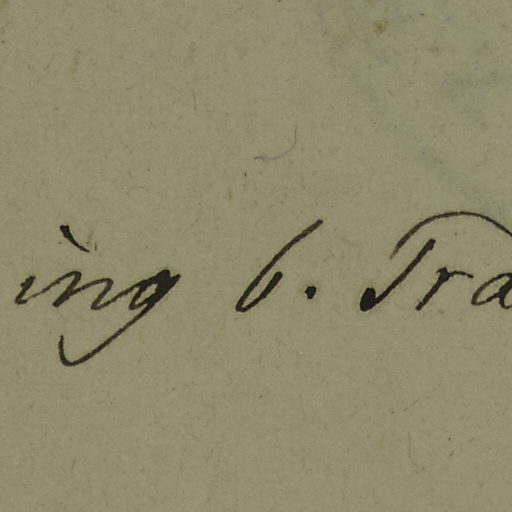 ing 6. Tra